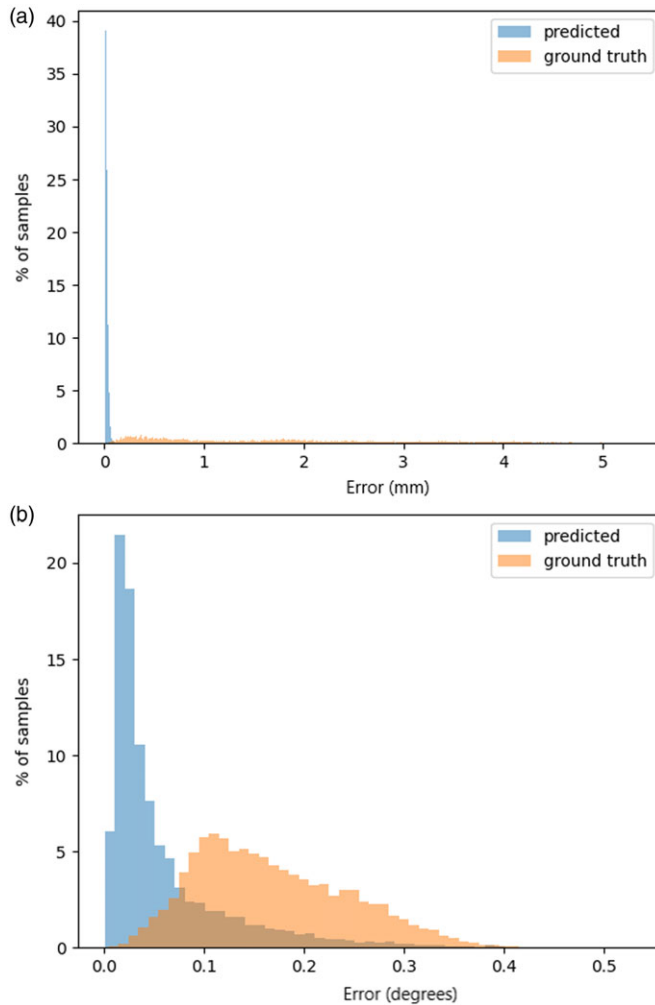 (a)
predicted
ground truth
40
35
30
25
20
15
10
5
0
% of samples
0 1 2 3 4 5
Error (mm)
(b)
predicted
ground truth
20
15
10
5
0
% of samples
0.0 0.1 0.2 0.3 0.4 0.5
Error (degrees)